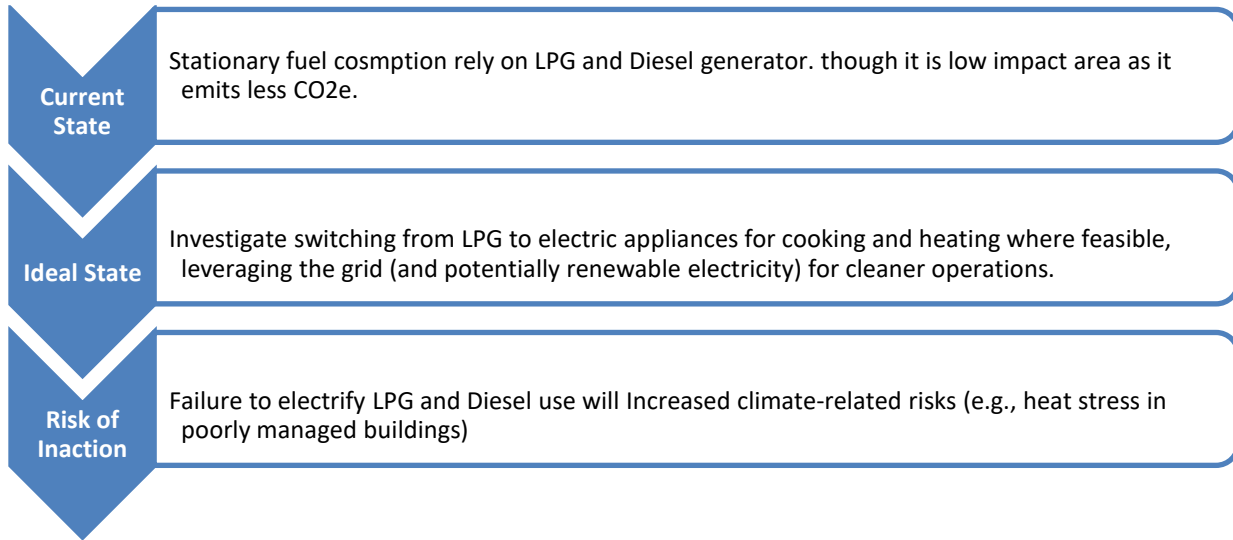 Current
State
Stationary fuel cosmption rely on LPG and Diesel generator. though it is low impact area as it
emits less CO2e.
Ideal State
Investigate switching from LPG to electric appliances for cooking and heating where feasible,
leveraging the grid (and potentially renewable electricity) for cleaner operations.
Risk of
Inaction
Failure to electrify LPG and Diesel use will Increased climate-related risks (e.g., heat stress in
poorly managed buildings)